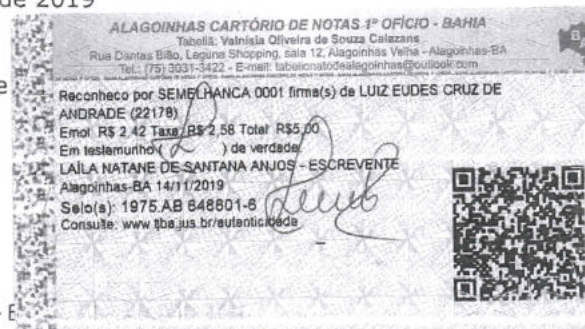 de 2019
ALAGOINHAS CARTÓRIO DE NOTAS 1º OFÍCIO - BAHIA
Tabeliã: Valnísia Oliveira de Souza Calazans
Rua Dantas Bião, Laguna Shopping, sala 12, Alagoinhas Velha - Alagoinhas-BA
Tel.: (75) 3031-3422 - E-mail: tabelionatodealagoinhas@outlook.com
Reconheco por SEMELHANCA 0001 firma(s) de LUIZ EUDES CRUZ DE
ANDRADE (22178)
Emol R$ 2,42 Taxa R$ 2,58 Total R$5,00
Em testemunho ( ) da verdade.
LAÍLA NATANE DE SANTANA ANJOS - ESCREVENTE
Alagoinhas-BA 14/11/2019
Selo(s): 1975.AB 648801-6
Consulte: www.tjba.jus.br/autenticidade